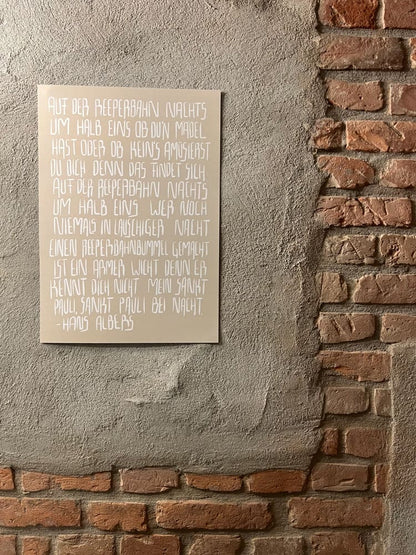 AUF DER REEPERBAHN NACHTS
UM HALB EINS OB DU'N MÄDEL
HAST ODER OB KEINS AMÜSIERST
DU DICH DENN DAS FINDET SICH
AUF DER REEPERBAHN NACHTS
UM HALB EINS WER NOCH
NIEMALS IN LAUSCHIGER NACHT
EINEN REEPERBAHNBUMMEL GEMACHT
IST EIN ARMER WICHT DENN ER
KENNT DICH NICHT MEIN SANKT
PAULI, SANKT PAULI BEI NACHT
- HANS ALBERS